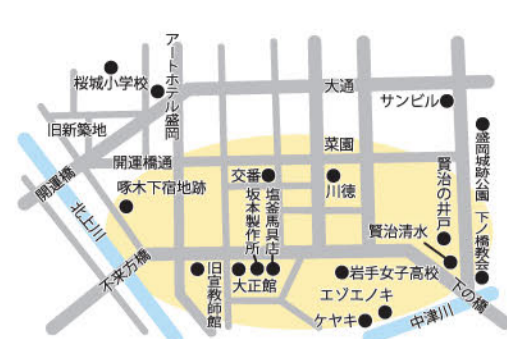 アートホテル盛岡
桜城小学校
大通
サンビル
旧新築地
盛岡城跡公園
開運橋通
菜園
賢治の井戸
開運橋
交番
川徳
啄木下宿地跡
塩釜馬具店
坂本製作所
北上川
賢治清水
下ノ橋教会
不来方橋
旧宣教師館
大正館
岩手女子高校
エゾエノキ
下の橋
ケヤキ
中津川